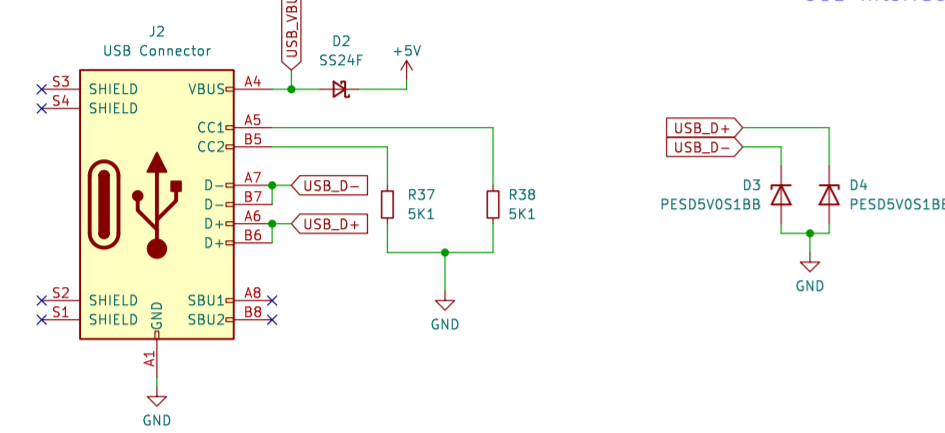 J2
USB Connector
USB_VBU
D2
SS24F
+5V
S3
SHIELD
S4
SHIELD
VBUS
A4
CC1
A5
CC2
B5
D-
A7
D-
B7
D+
A6
D+
B6
USB_D-
USB_D+
R37
5K1
R38
5K1
GND
S2
SHIELD
S1
SHIELD
GND
SBU1
A8
SBU2
B8
A1
GND
USB_D+
USB_D-
D3
PESD5V0S1BB
D4
PESD5V0S1BB
GND